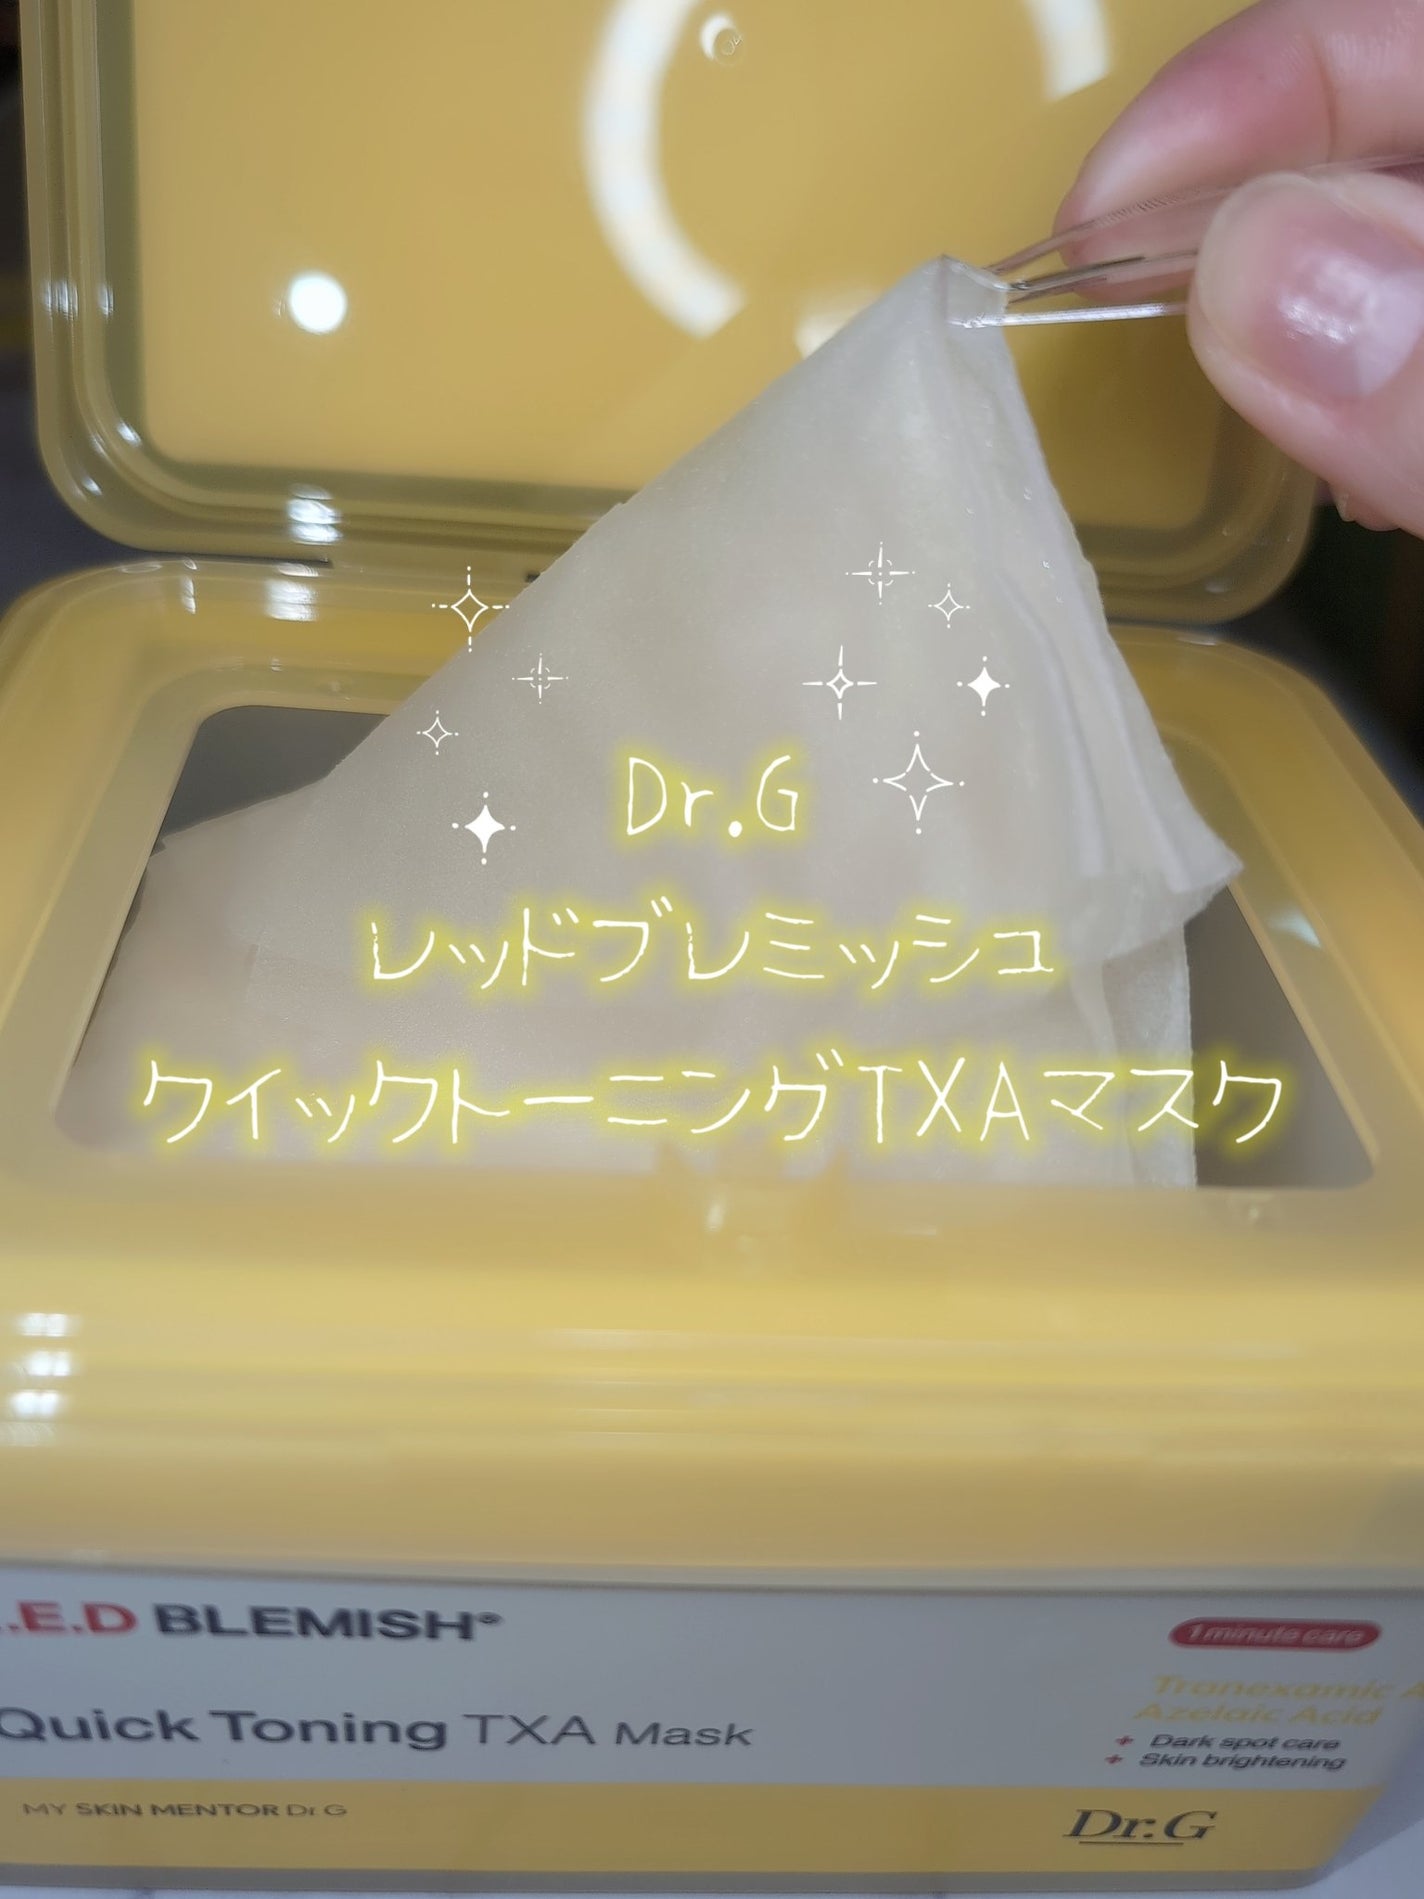 Dr.G
レッドブレミッシュ
クイックトーニングTXAマスク
.E.D BLEMISH®
Quick Toning TXA Mask
MY SKIN MENTOR Dr.G
1 minute care
Tranexamic A
Azelaic Acid
+ Dark spot care
+ Skin brightening
Dr.G